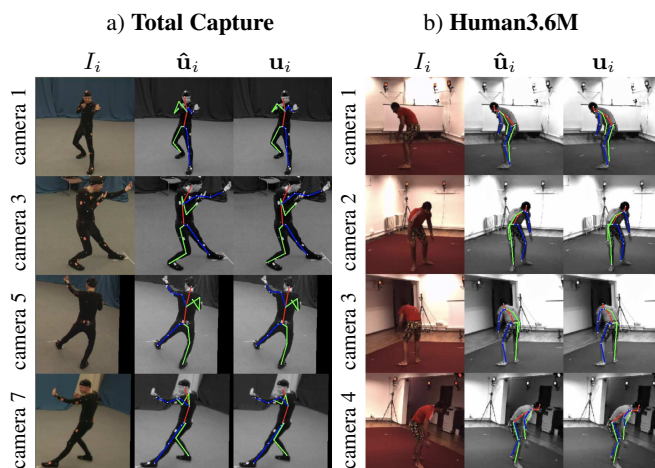 a) Total Capture
b) Human3.6M
I_i û_i u_i
I_i û_i u_i
camera 1
camera 3
camera 5
camera 7
camera 1
camera 2
camera 3
camera 4